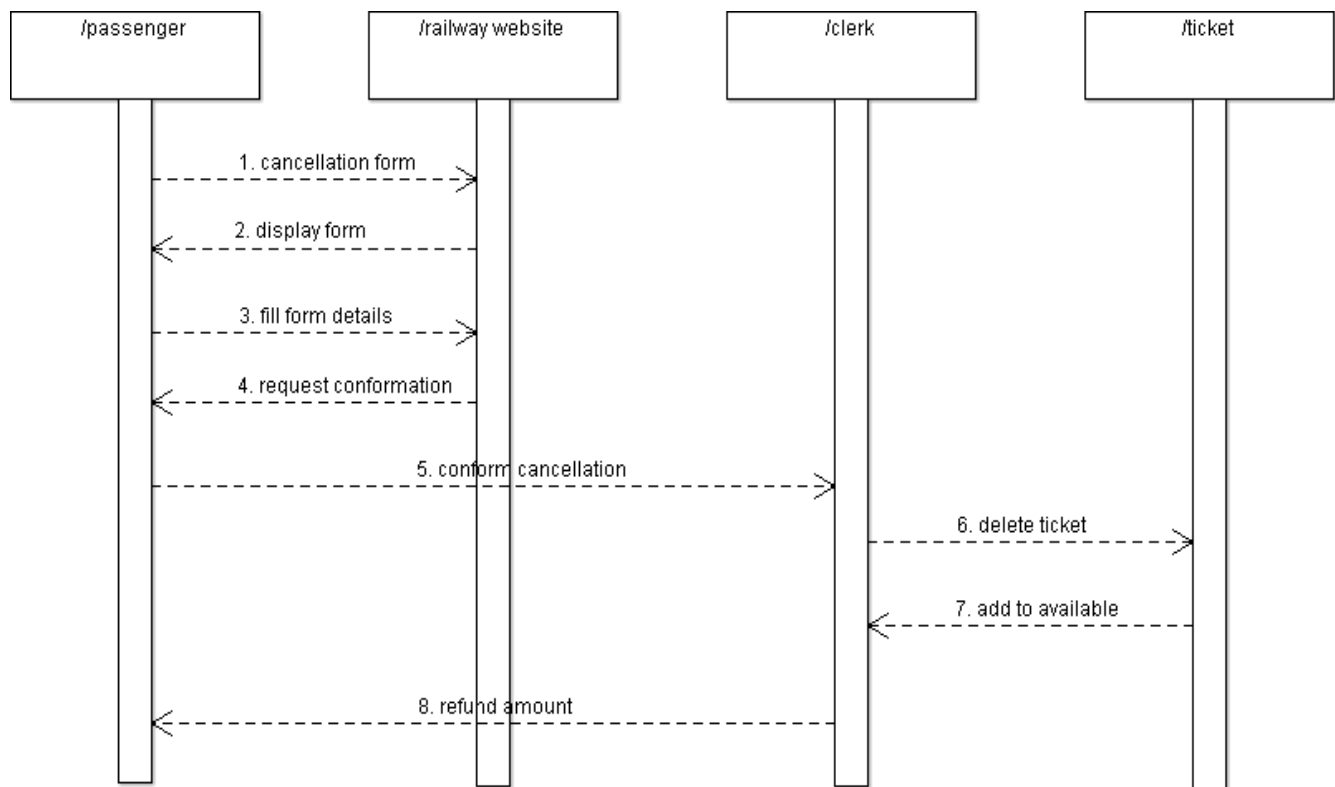 /passenger
/railway website
/clerk
/ticket
1. cancellation form
2. display form
3. fill form details
4. request conformation
5. conform cancellation
6. delete ticket
7. add to available
8. refund amount